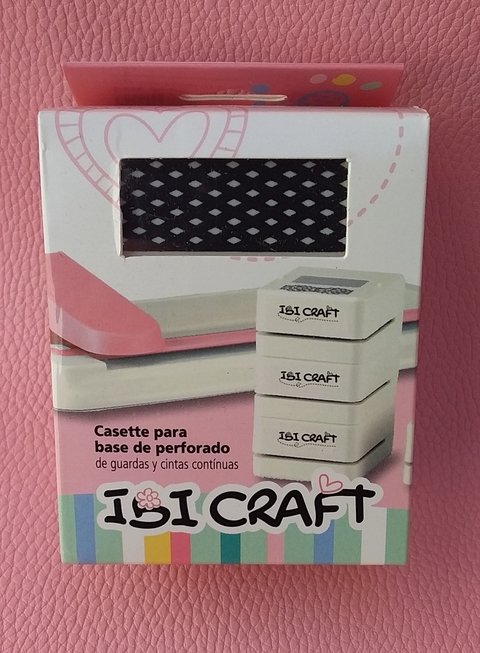 IBI CRAFT
IBI CRAFT
IBI CRAFT
Casette para
base de perforado
de guardas y cintas contínuas
IBI CRAFT